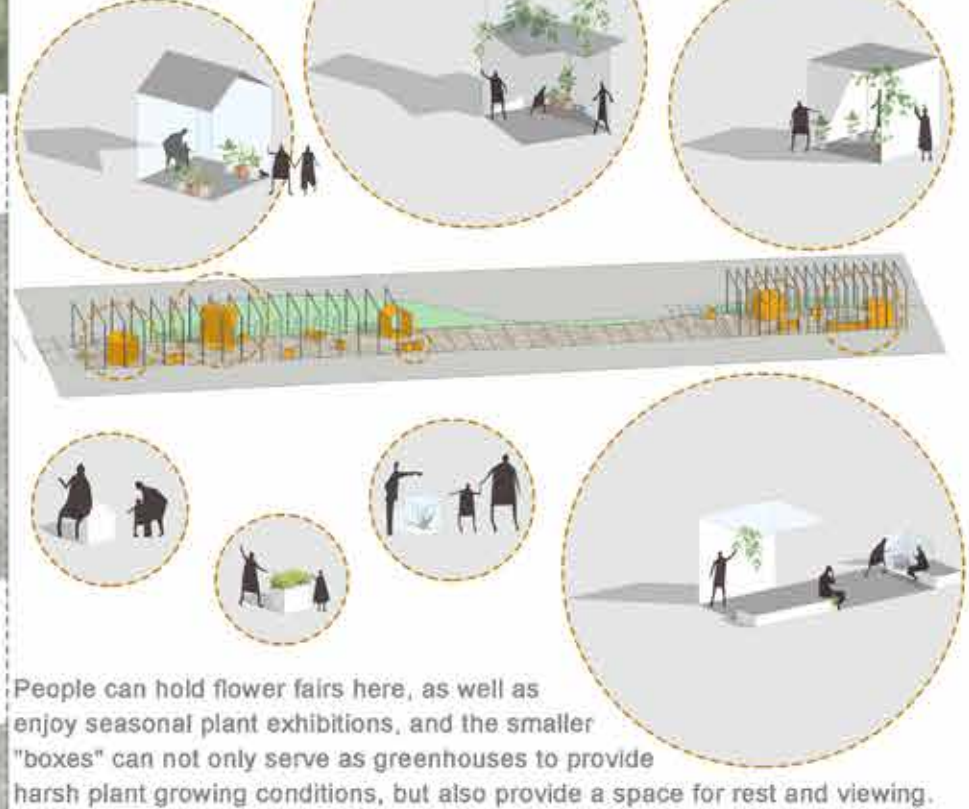 People can hold flower fairs here, as well as
enjoy seasonal plant exhibitions, and the smaller
"boxes" can not only serve as greenhouses to provide
harsh plant growing conditions, but also provide a space for rest and viewing.